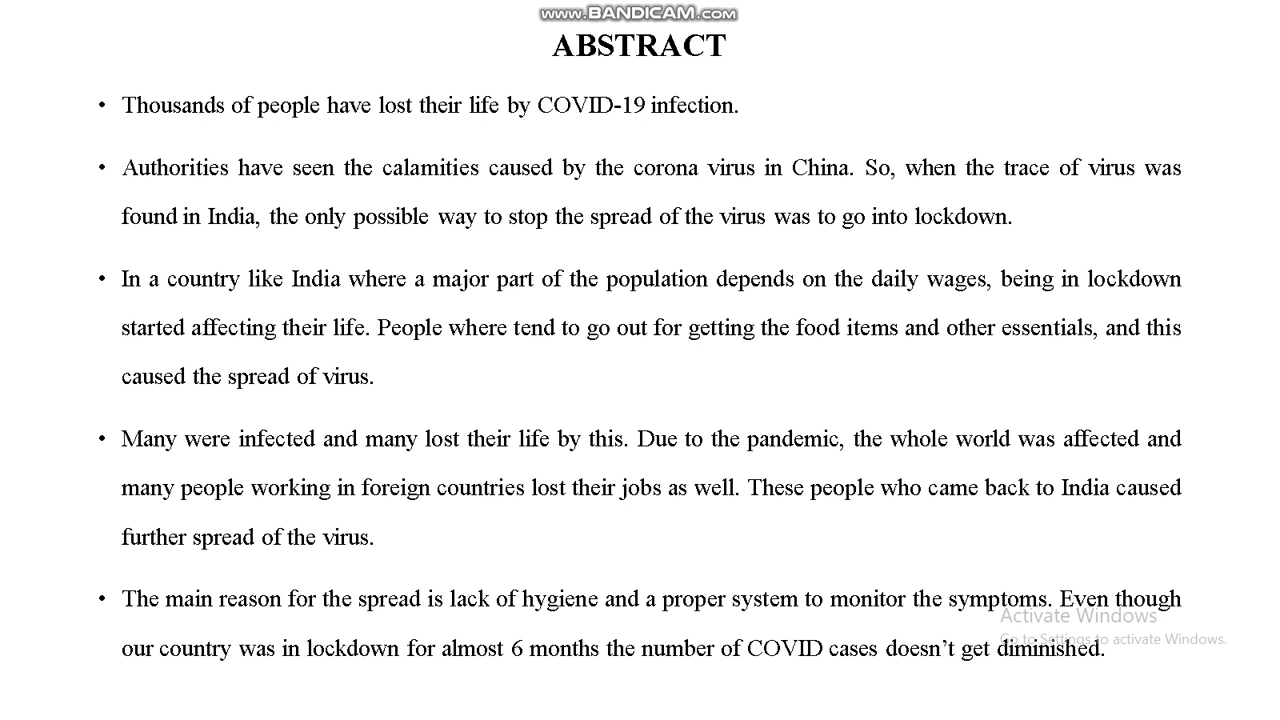 www.BANDICAM.com
ABSTRACT
• Thousands of people have lost their life by COVID-19 infection.
• Authorities have seen the calamities caused by the corona virus in China. So, when the trace of virus was
found in India, the only possible way to stop the spread of the virus was to go into lockdown.
• In a country like India where a major part of the population depends on the daily wages, being in lockdown
started affecting their life. People where tend to go out for getting the food items and other essentials, and this
caused the spread of virus.
• Many were infected and many lost their life by this. Due to the pandemic, the whole world was affected and
many people working in foreign countries lost their jobs as well. These people who came back to India caused
further spread of the virus.
• The main reason for the spread is lack of hygiene and a proper system to monitor the symptoms. Even though
our country was in lockdown for almost 6 months the number of COVID cases doesn’t get diminished.
Activate Windows
Go to Settings to activate Windows.